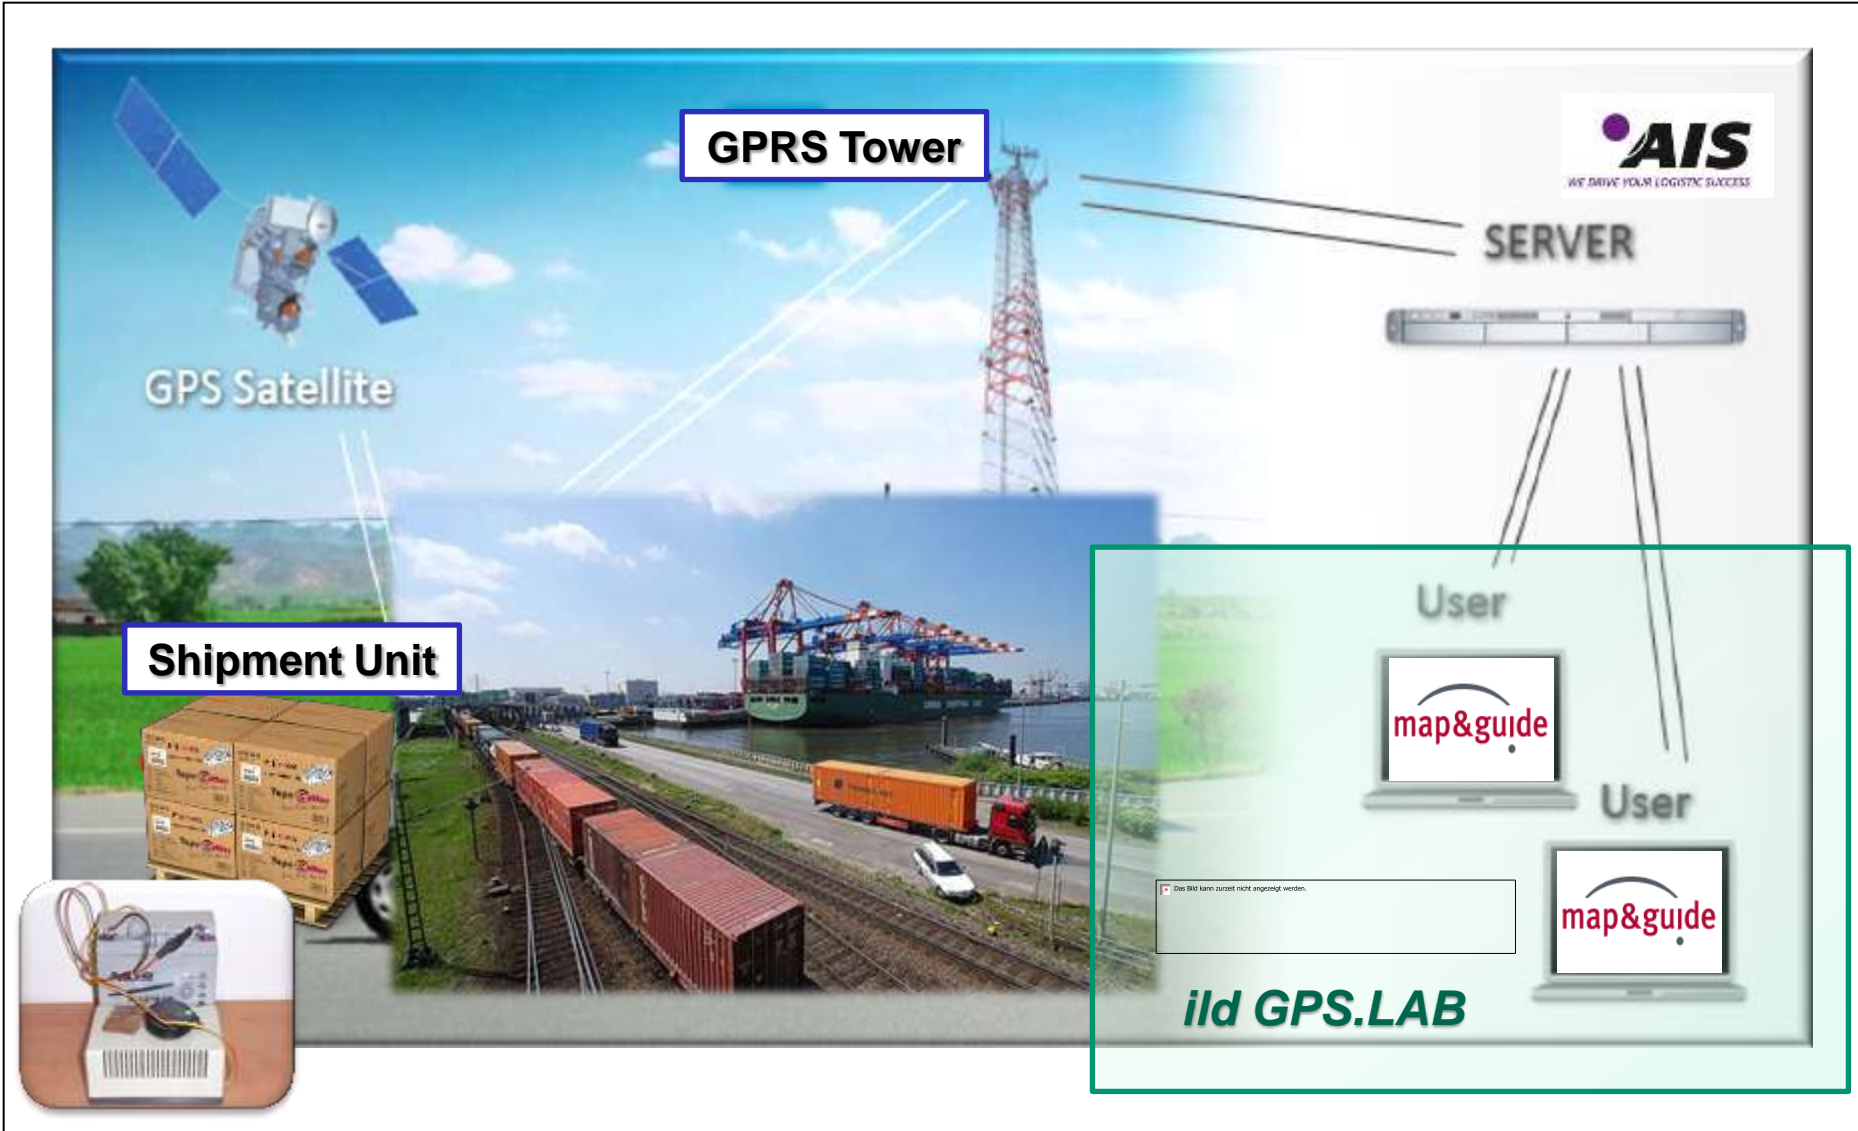 GPRS Tower
AIS
WE DRIVE YOUR LOGISTIC SUCCESS
SERVER
GPS Satellite
User
Shipment Unit
map&guide
User
Das Bild kann zurzeit nicht angezeigt werden.
map&guide
ild GPS.LAB